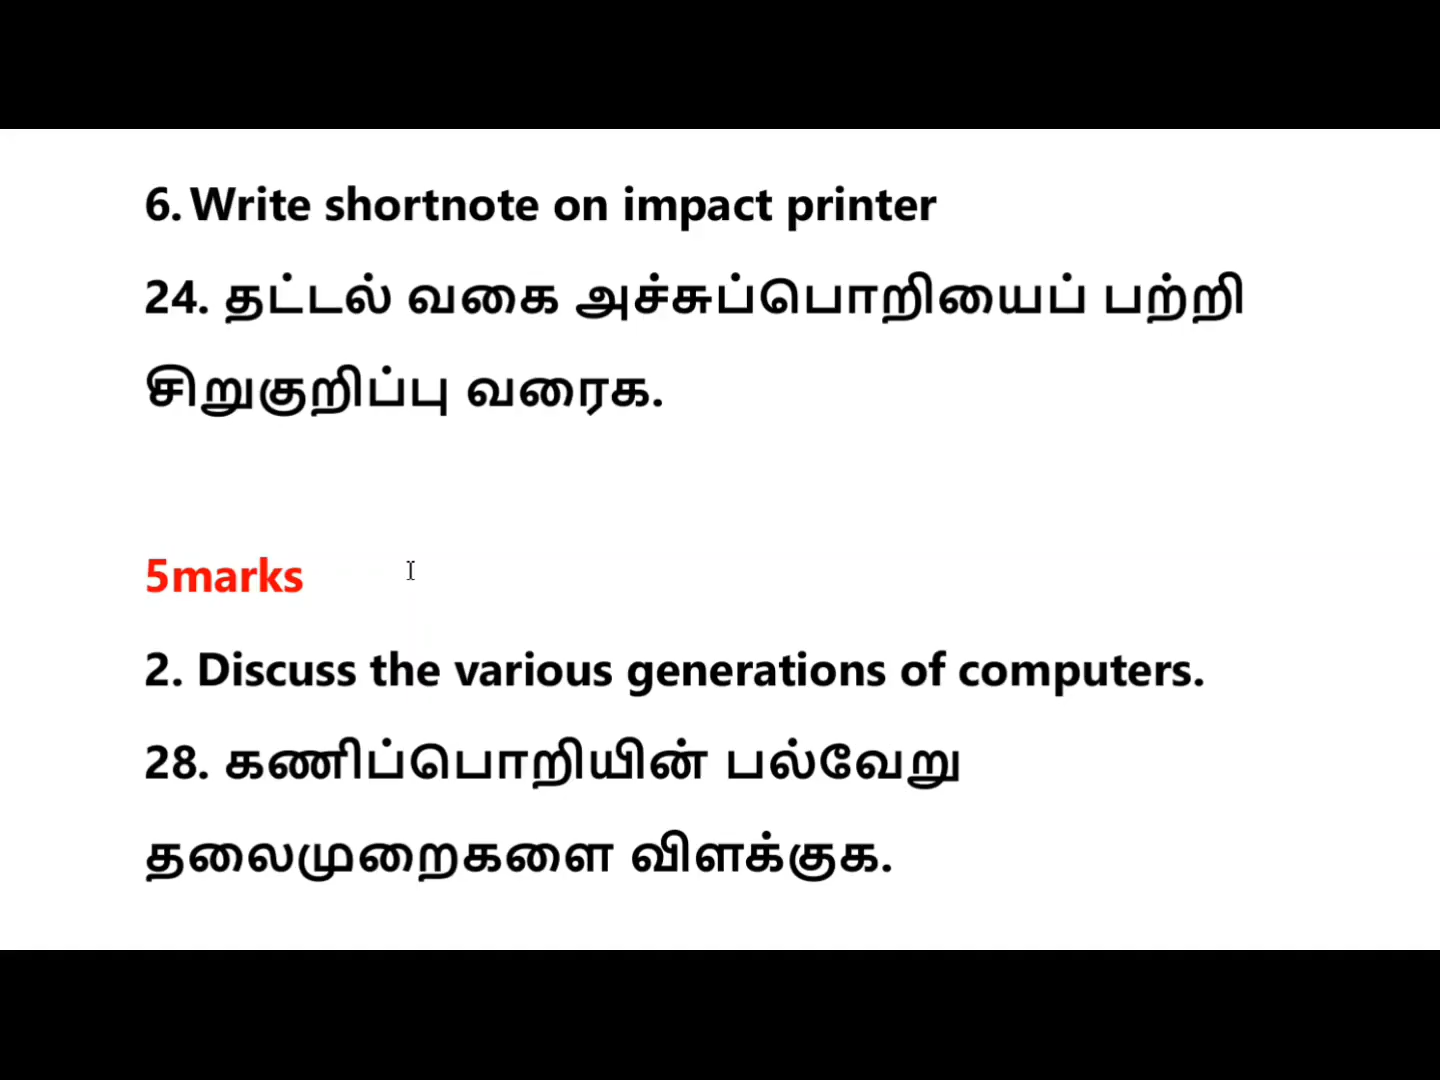 6. Write shortnote on impact printer
24. தட்டல் வகை அச்சுப்பொறியைப் பற்றி
சிறுகுறிப்பு வரைக.
5marks
2. Discuss the various generations of computers.
28. கணிப்பொறியின் பல்வேறு
தலைமுறைகளை விளக்குக.